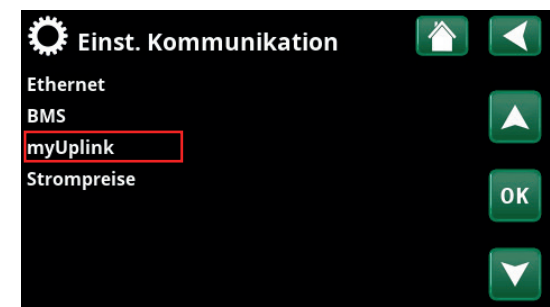 Einst. Kommunikation
Ethernet
BMS
myUplink
Strompreise
OK